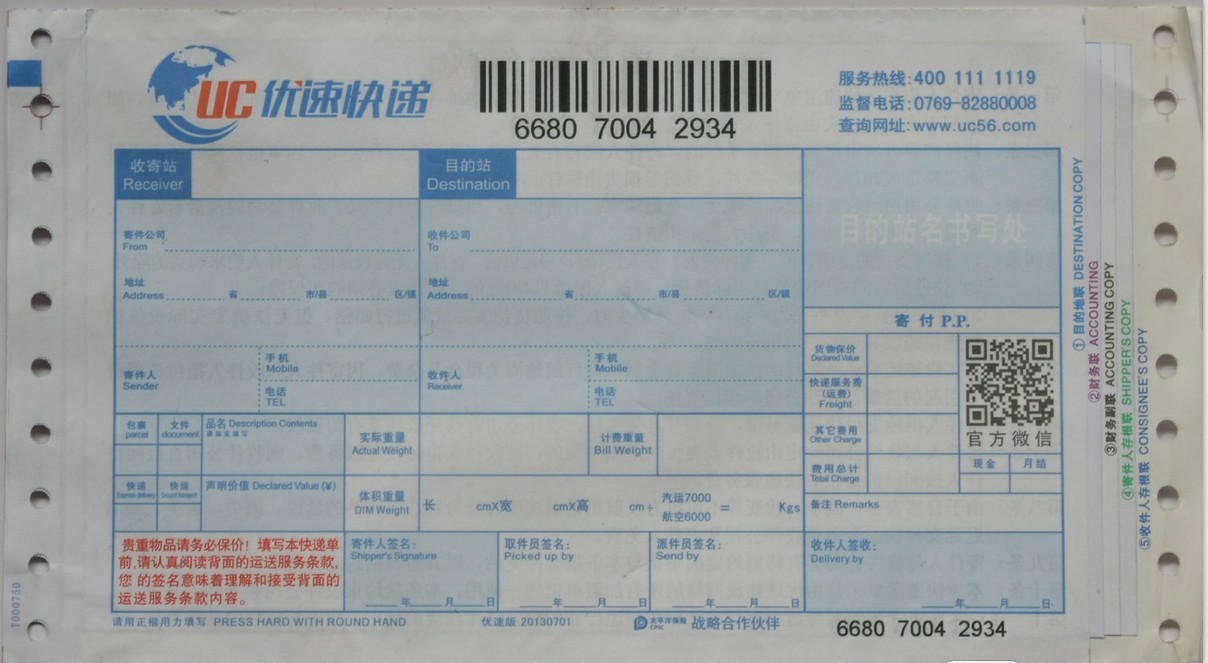 UC 优速快递
6680 7004 2934
服务热线:400 111 1119
监督电话:0769-82880008
查询网址:www.uc56.com
收寄站
Receiver
目的站
Destination
目的站名书写处
寄件公司
From
收件公司
To
地址
Address 省 市/县 区/镇
地址
Address 省 市/县 区/镇
寄付 P.P.
寄件人
Sender
手机
Mobile
电话
TEL
收件人
Receiver
手机
Mobile
电话
TEL
货物保价
Declared Value
快递服务费
(运费)
Freight
其它费用
Other Charge
费用总计
Total Charge
官方微信
现金 月结
包裹
parcel
文件
document
品名 Description Contents
请如实填写
实际重量
Actual Weight
计费重量
Bill Weight
快递
Express delivery
快速
Ground transport
声明价值 Declared Value (¥)
体积重量
DIM Weight
长 cmX宽 cmX高 cm÷ 汽运7000 航空6000 = Kgs
备注 Remarks
贵重物品请务必保价! 填写本快递单
前,请认真阅读背面的运送服务条款,
您 的签名意味着理解和接受背面的
运送服务条款内容。
寄件人签名:
Shipper's Signature
年 月 日
取件员签名:
Picked up by
年 月 日
派件员签名:
Send by
年 月 日
收件人签收:
Delivery by
年 月 日
请用正楷用力填写 PRESS HARD WITH ROUND HAND
优速版 20130701
太平洋保险
CPIC
战略合作伙伴
6680 7004 2934
①目的地联 DESTINATION COPY
②财务联 ACCOUNTING
③财务副联 ACCOUNTING COPY
④寄件人存根联 SHIPPER'S COPY
⑤收件人存根联 CONSIGNEE'S COPY
T000750